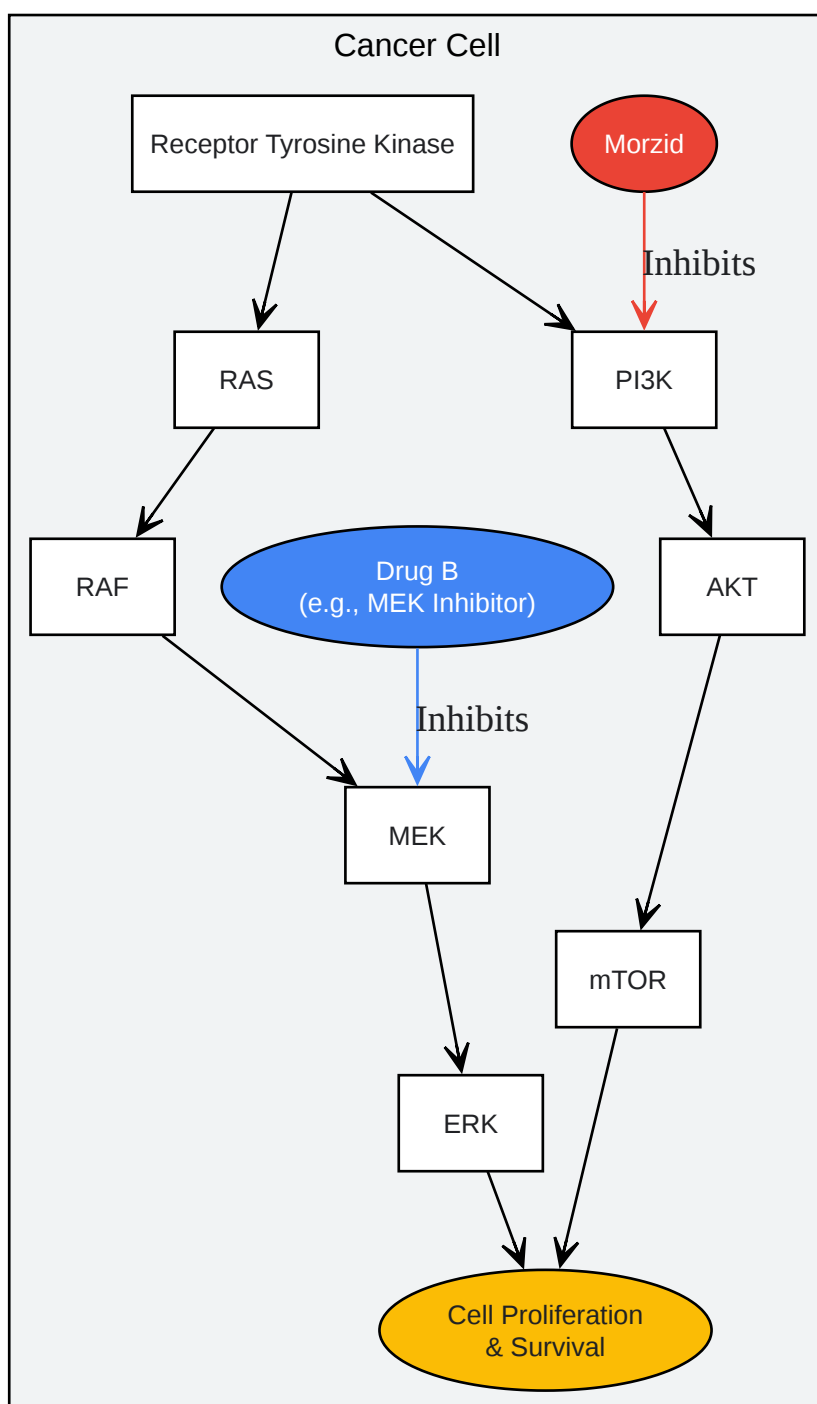 Cancer Cell
Receptor Tyrosine Kinase
Morzid
Inhibits
RAS
PI3K
RAF
Drug B
(e.g., MEK Inhibitor)
AKT
Inhibits
MEK
mTOR
ERK
Cell Proliferation
& Survival